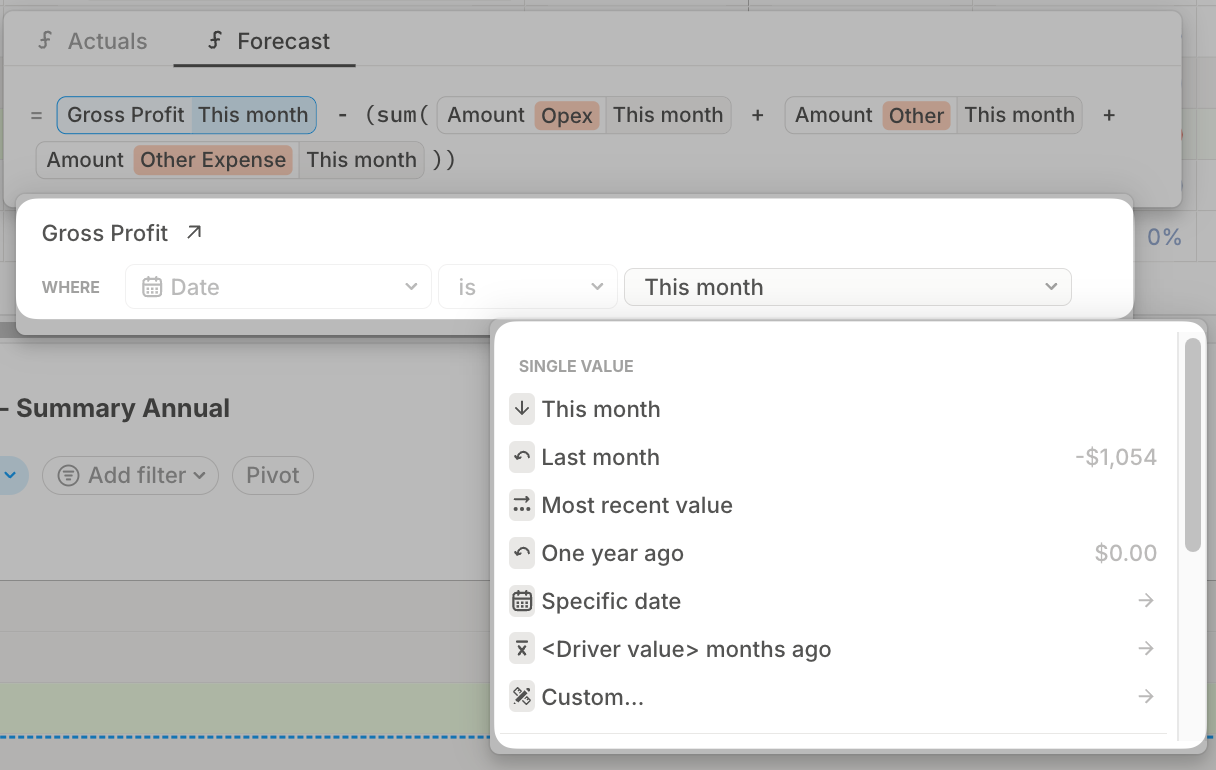 Actuals Forecast
= Gross Profit This month - (sum( Amount Opex This month + Amount Other This month +
Amount Other Expense This month ))
Gross Profit
0%
WHERE Date is This month
SINGLE VALUE
This month
- Summary Annual
Last month -$1,054
Add filter Pivot
Most recent value
One year ago $0.00
Specific date
<Driver value> months ago
Custom...